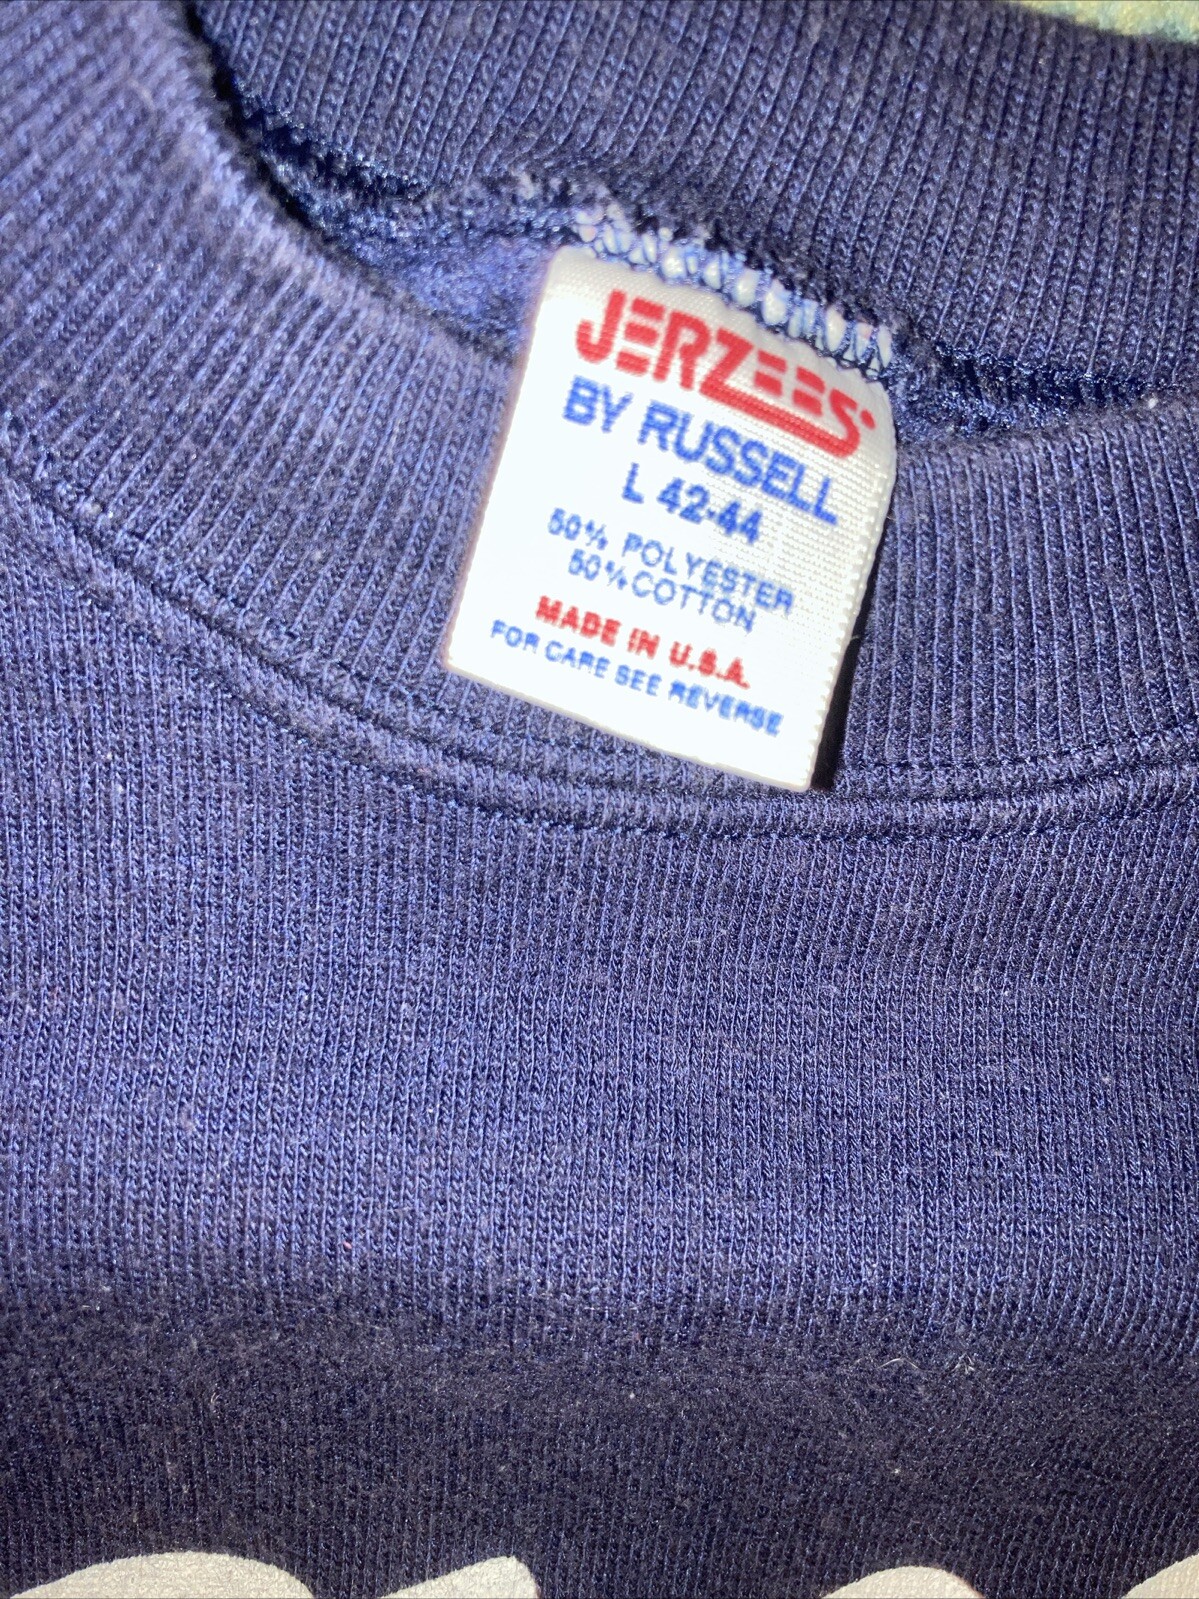 JERZEES
BY RUSSELL
L 42-44
50% POLYESTER
50% COTTON
MADE IN U.S.A.
FOR CARE SEE REVERSE